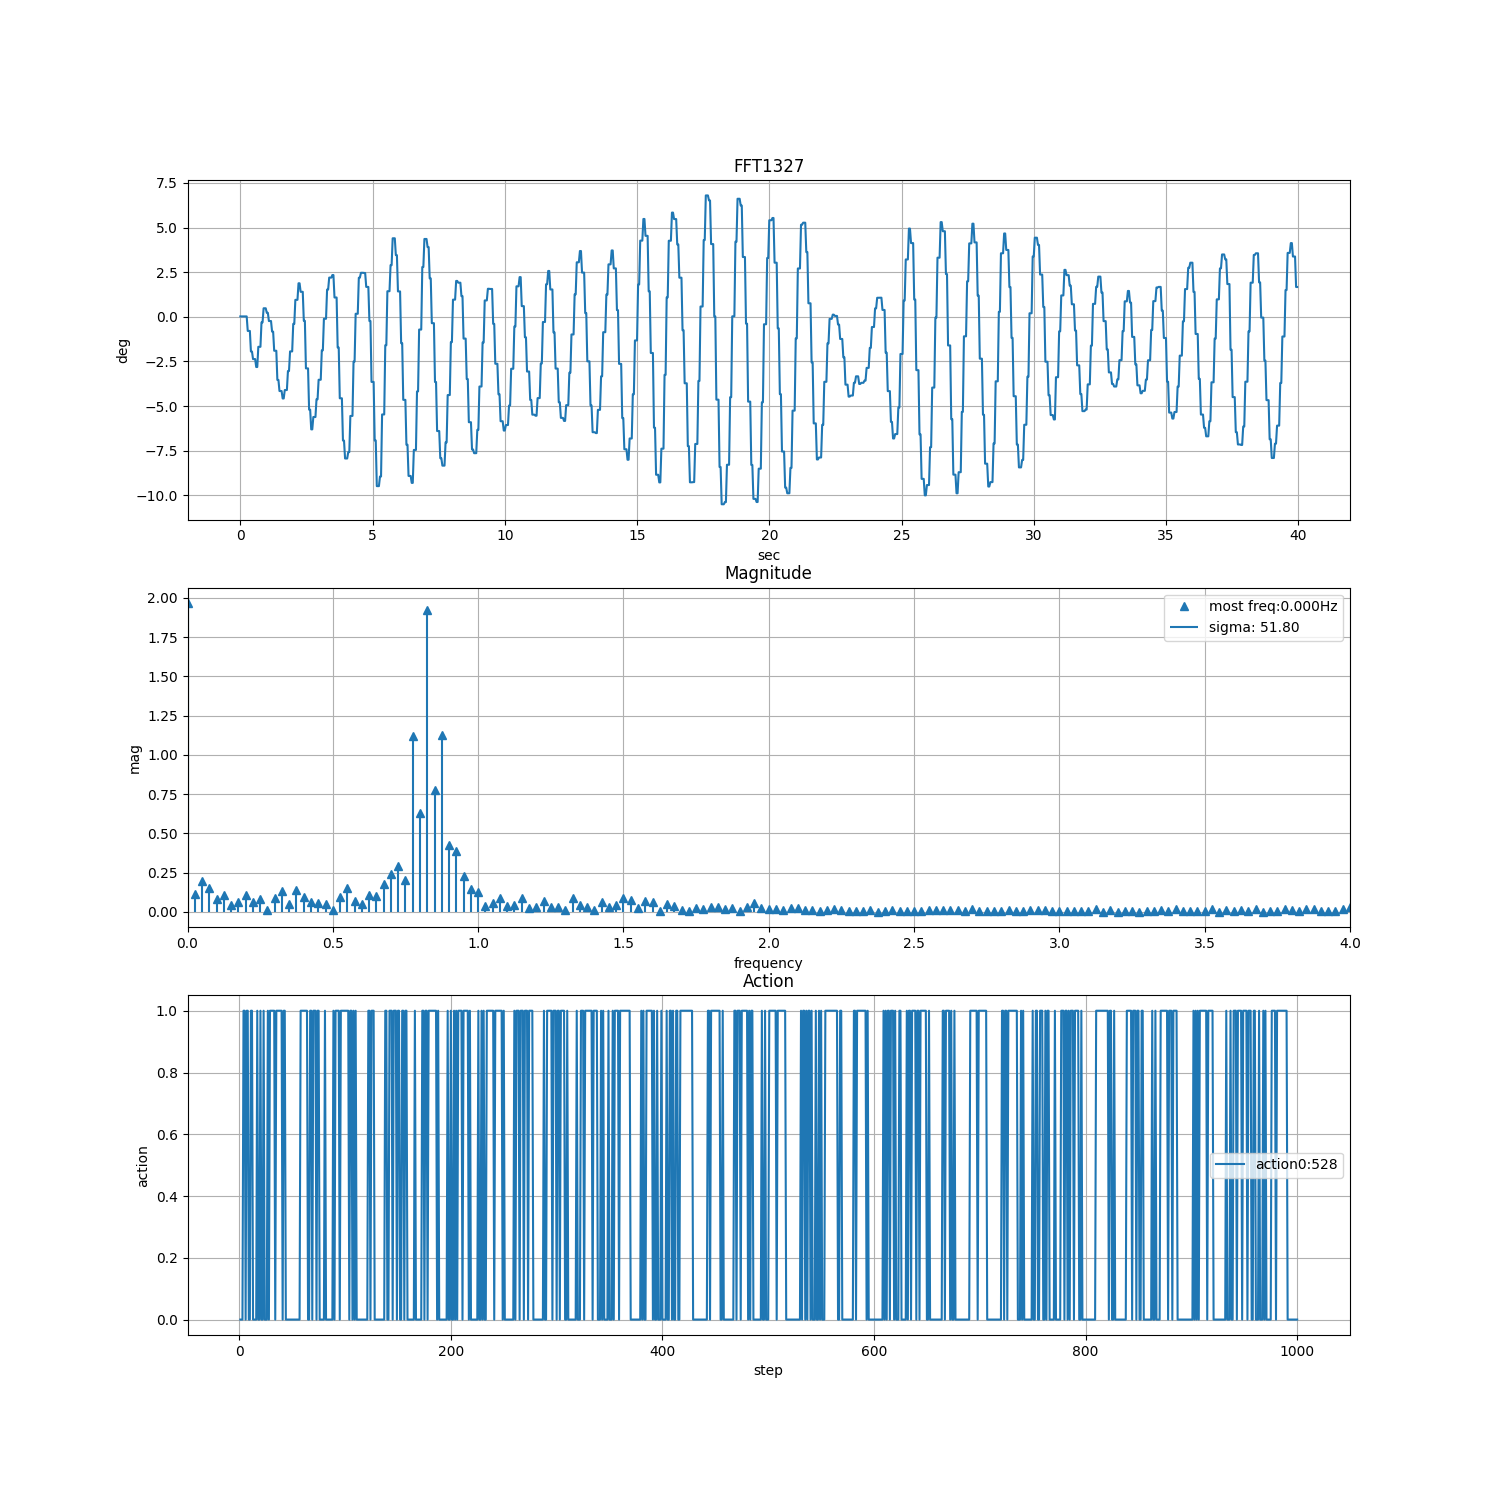 FFT1327
7.5
5.0
2.5
0.0
−2.5
−5.0
−7.5
−10.0
deg
0 5 10 15 20 25 30 35 40
sec
Magnitude
2.00
1.75
1.50
1.25
1.00
0.75
0.50
0.25
0.00
mag
most freq:0.000Hz
sigma: 51.80
0.0 0.5 1.0 1.5 2.0 2.5 3.0 3.5 4.0
frequency
Action
1.0
0.8
0.6
0.4
0.2
0.0
action
action0:528
0 200 400 600 800 1000
step